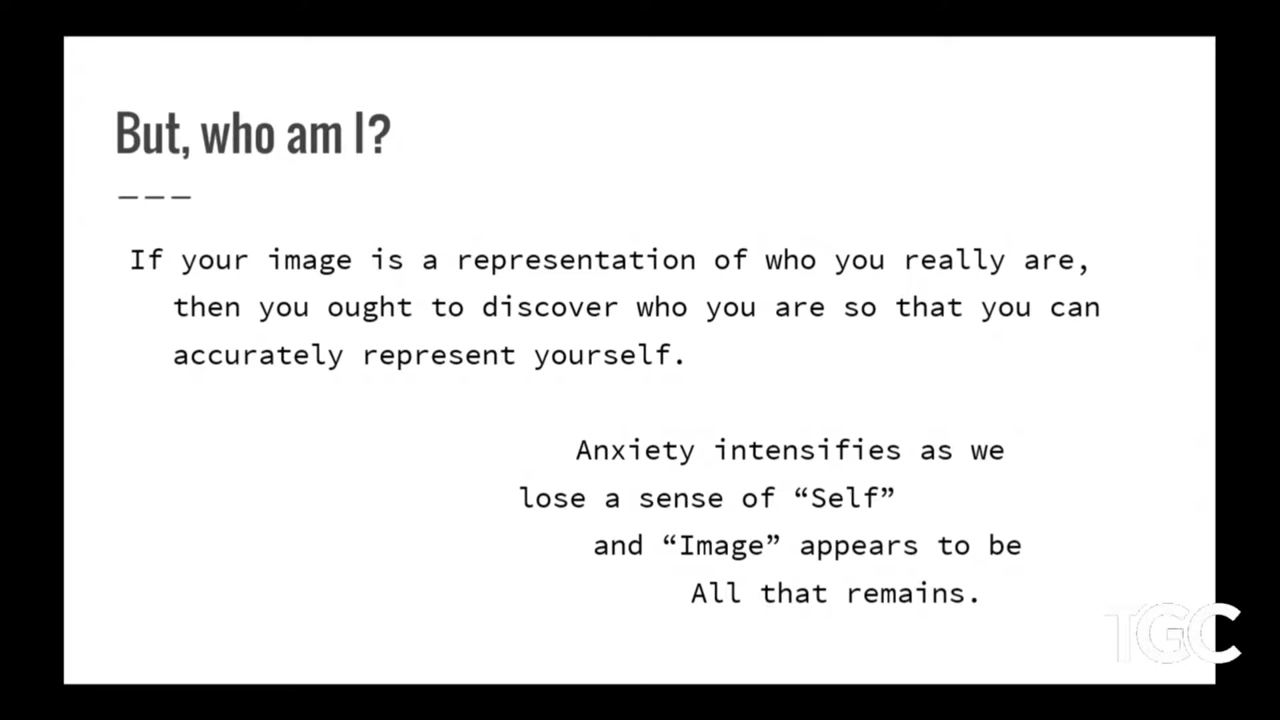 But, who am I?
If your image is a representation of who you really are,
then you ought to discover who you are so that you can
accurately represent yourself.
Anxiety intensifies as we
lose a sense of “Self”
and “Image” appears to be
All that remains.
TGC